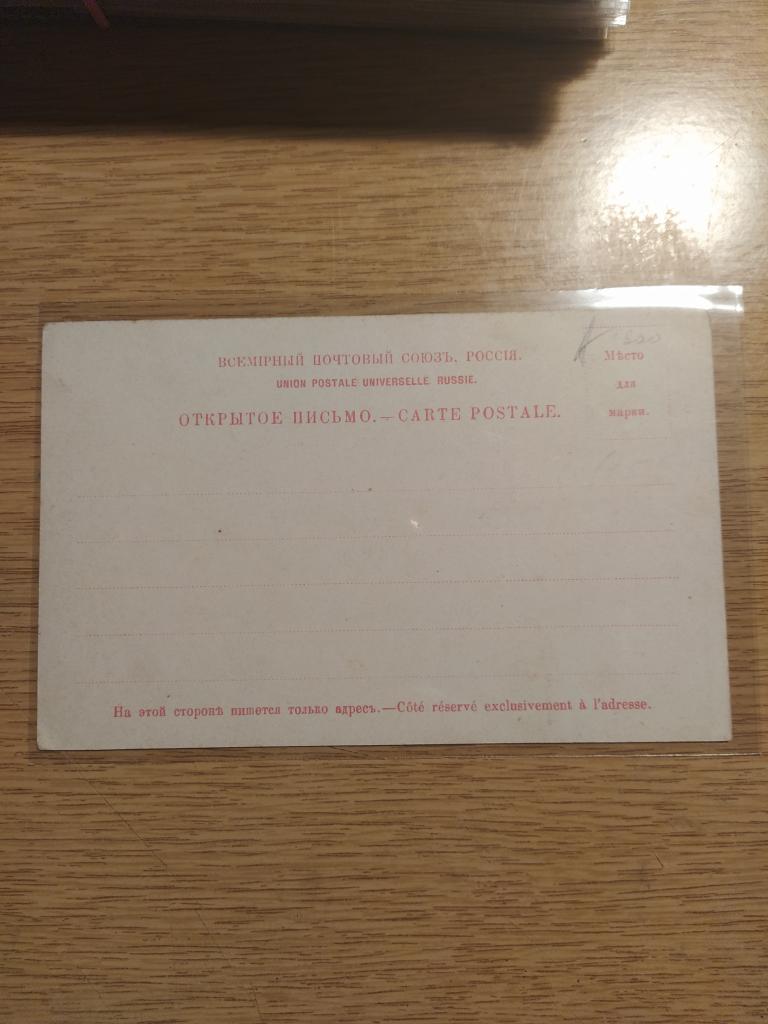 ВСЕМІРНЫЙ ПОЧТОВЫЙ СОЮЗЪ, РОССІЯ.
UNION POSTALE UNIVERSELLE RUSSIE.
ОТКРЫТОЕ ПИСЬМО.—CARTE POSTALE.
Мѣсто
для
марки.
На этой сторонѣ пишется только адресъ.—Côté réservé exclusivement à l'adresse.